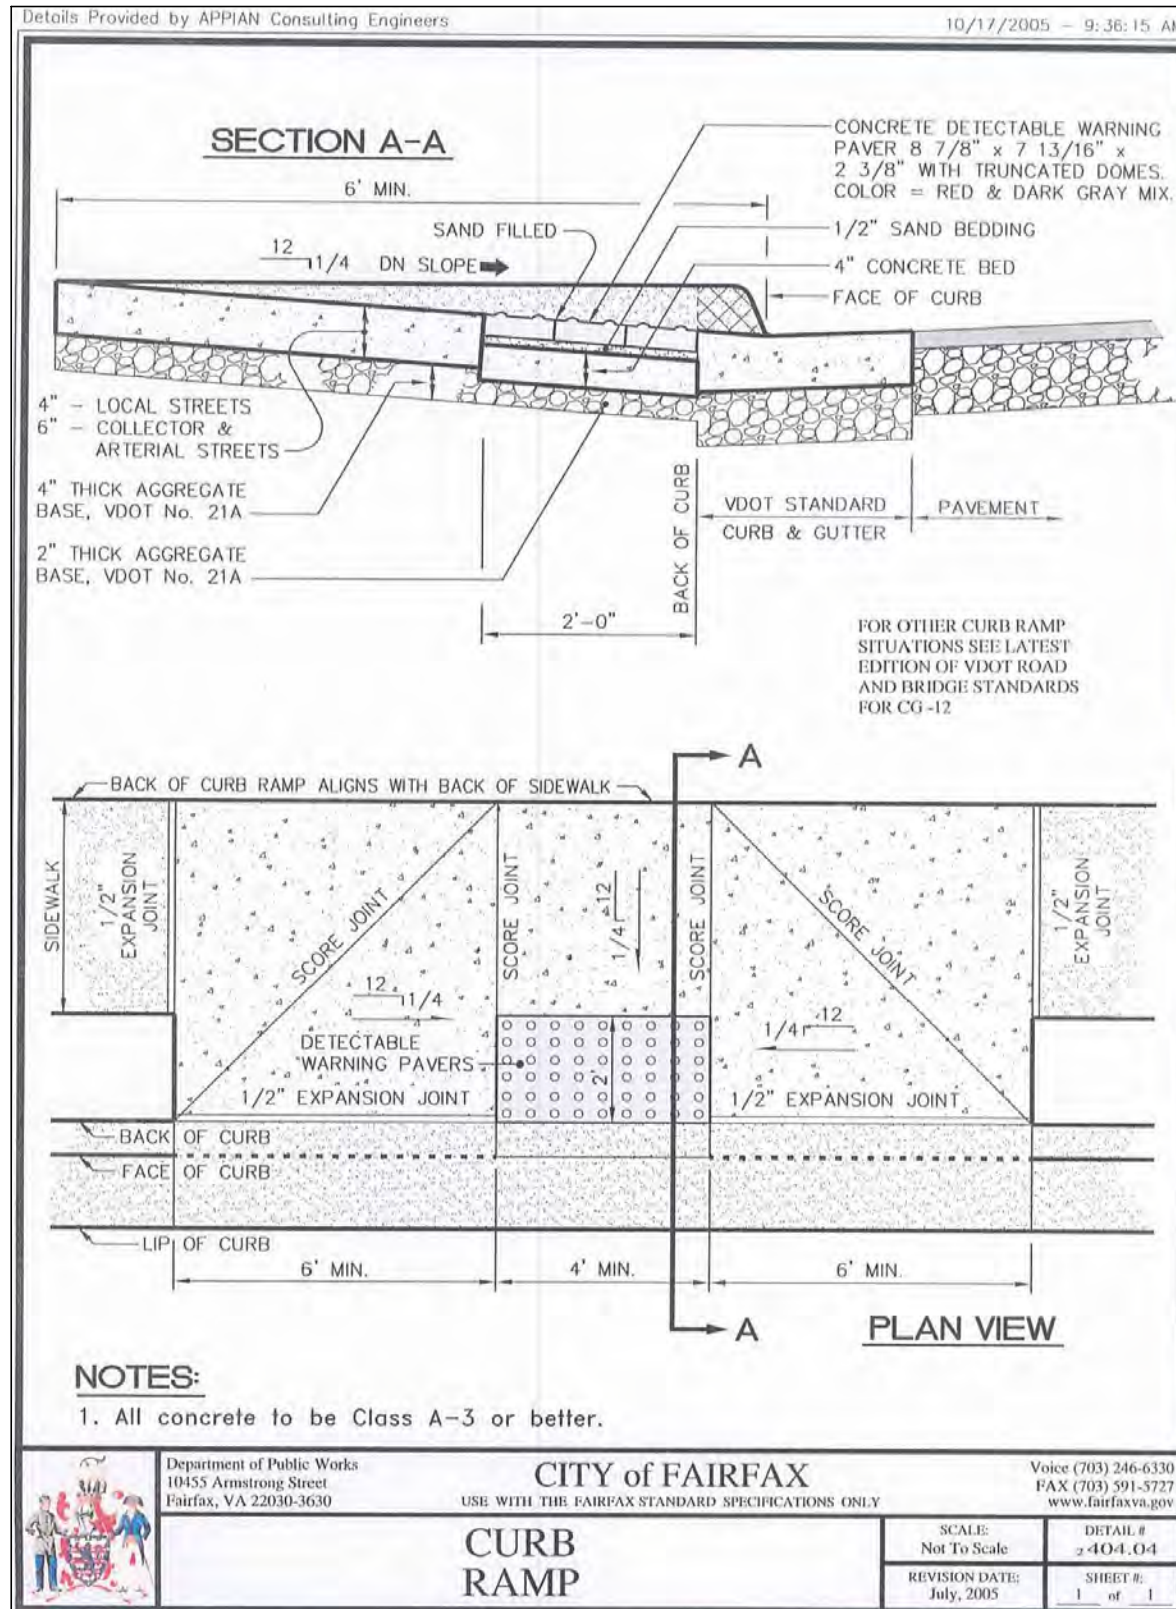 Details Provided by APPIAN Consulting Engineers
10/17/2005 - 9:36:15 AM
SECTION A-A
CONCRETE DETECTABLE WARNING
PAVER 8 7/8" x 7 13/16" x
2 3/8" WITH TRUNCATED DOMES.
COLOR = RED & DARK GRAY MIX.
6' MIN.
SAND FILLED
1/2" SAND BEDDING
12
1/4 DN SLOPE
4" CONCRETE BED
FACE OF CURB
4" - LOCAL STREETS
6" - COLLECTOR &
ARTERIAL STREETS
4" THICK AGGREGATE
BASE, VDOT No. 21A
2" THICK AGGREGATE
BASE, VDOT No. 21A
BACK OF CURB
VDOT STANDARD
CURB & GUTTER
PAVEMENT
2'-0"
FOR OTHER CURB RAMP
SITUATIONS SEE LATEST
EDITION OF VDOT ROAD
AND BRIDGE STANDARDS
FOR CG-12
A
BACK OF CURB RAMP ALIGNS WITH BACK OF SIDEWALK
SIDEWALK
1/2"
EXPANSION
JOINT
SCORE JOINT
SCORE JOINT
12
1/4
SCORE JOINT
SCORE JOINT
1/2"
EXPANSION
JOINT
12
1/4
12
1/4
DETECTABLE
WARNING PAVERS
2'
1/2" EXPANSION JOINT
1/2" EXPANSION JOINT
BACK OF CURB
FACE OF CURB
LIP OF CURB
6' MIN.
4' MIN.
6' MIN.
A
PLAN VIEW
NOTES:
1. All concrete to be Class A-3 or better.
Department of Public Works
10455 Armstrong Street
Fairfax, VA 22030-3630
CITY of FAIRFAX
USE WITH THE FAIRFAX STANDARD SPECIFICATIONS ONLY
Voice (703) 246-6330
FAX (703) 591-5727
www.fairfaxva.gov
CURB
RAMP
SCALE:
Not To Scale
DETAIL #
2 404.04
REVISION DATE:
July, 2005
SHEET #:
1 of 1